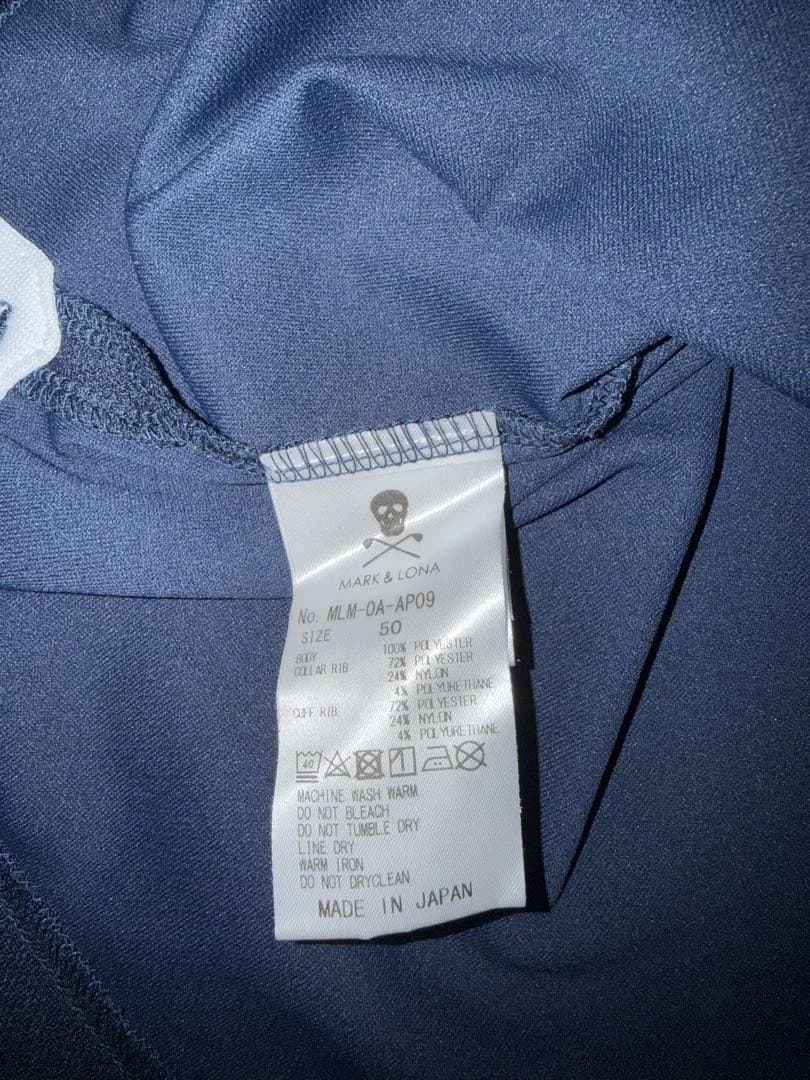 MARK & LONA
No. MLM-0A-AP09
SIZE 50
BODY 100% POLYESTER
COLLAR RIB 72% POLYESTER
24% NYLON
4% POLYURETHANE
CUFF RIB 72% POLYESTER
24% NYLON
4% POLYURETHANE
40
MACHINE WASH WARM
DO NOT BLEACH
DO NOT TUMBLE DRY
LINE DRY
WARM IRON
DO NOT DRYCLEAN
MADE IN JAPAN